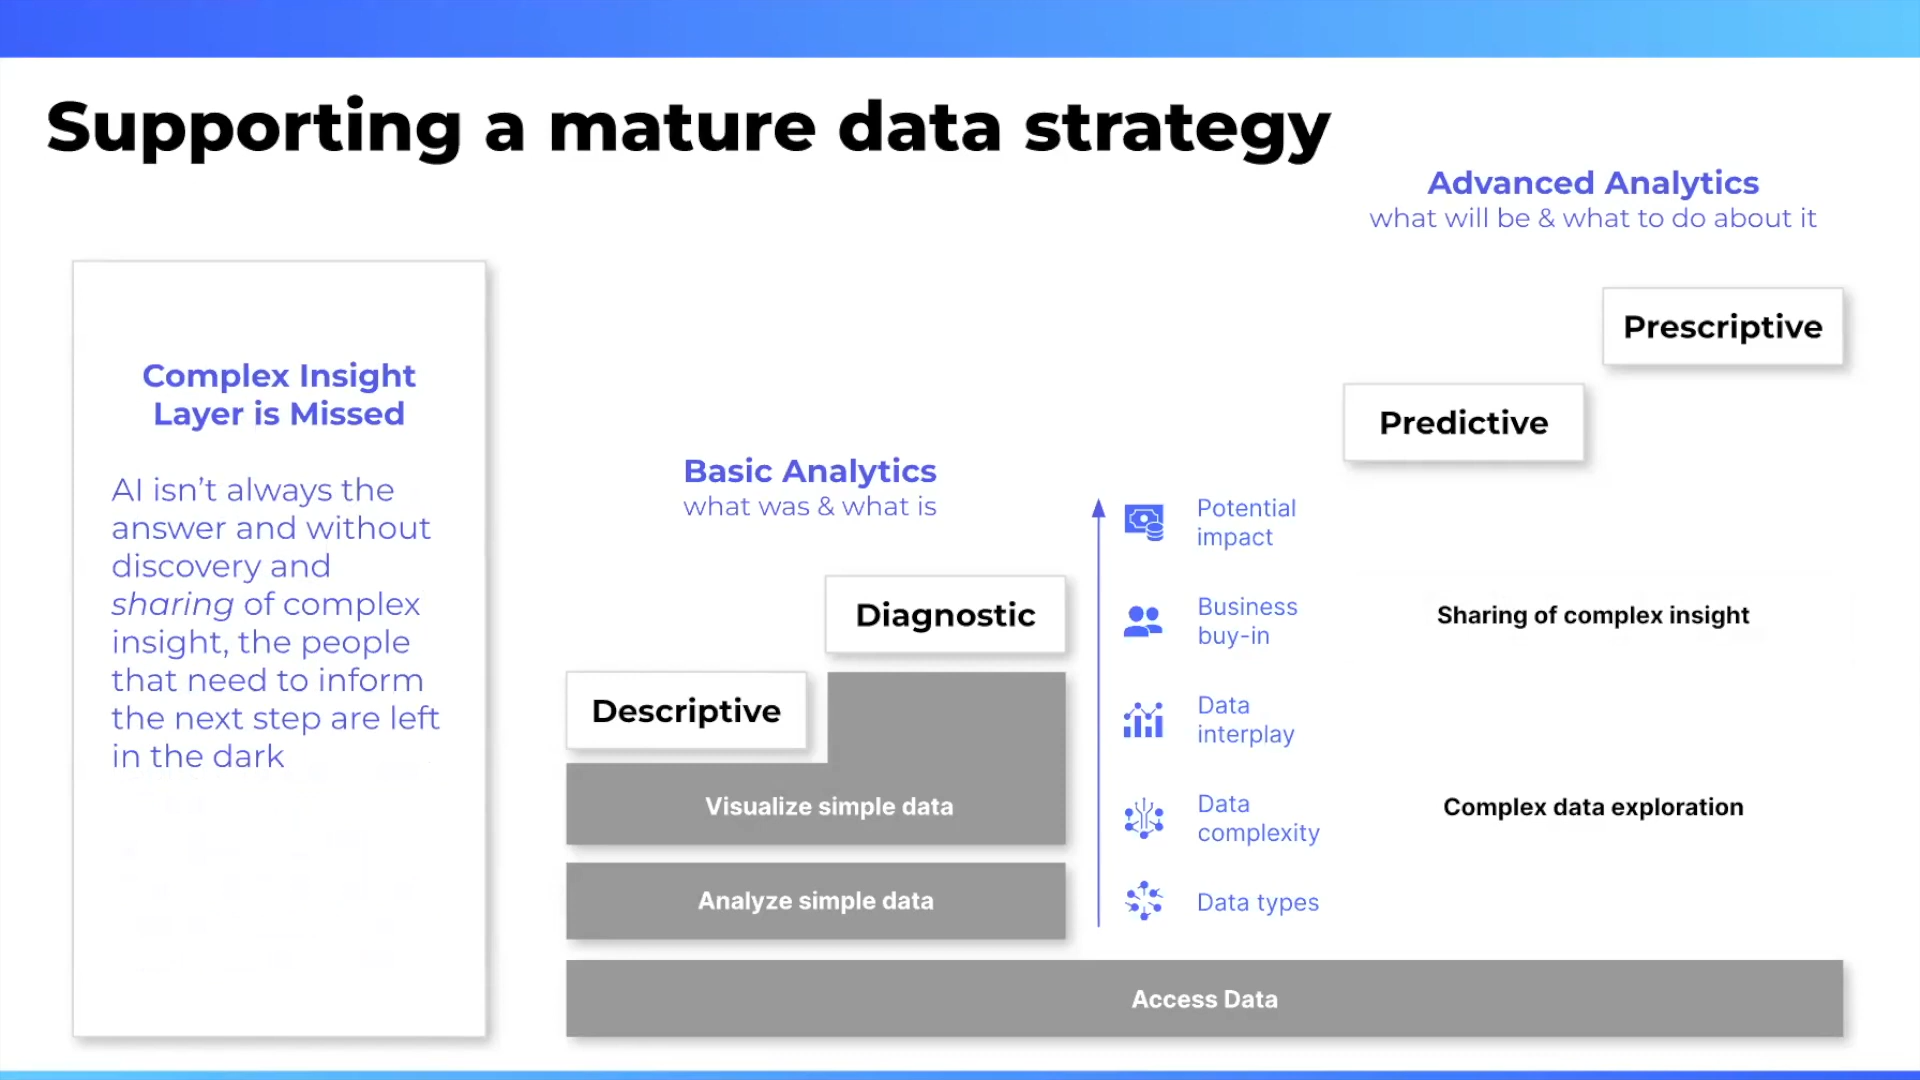 Supporting a mature data strategy
Advanced Analytics
what will be & what to do about it
Complex Insight
Layer is Missed
AI isn’t always the
answer and without
discovery and
sharing of complex
insight, the people
that need to inform
the next step are left
in the dark
Basic Analytics
what was & what is
Prescriptive
Predictive
Diagnostic
Descriptive
Visualize simple data
Analyze simple data
Potential
impact
Business
buy-in
Data
interplay
Data
complexity
Data types
Sharing of complex insight
Complex data exploration
Access Data